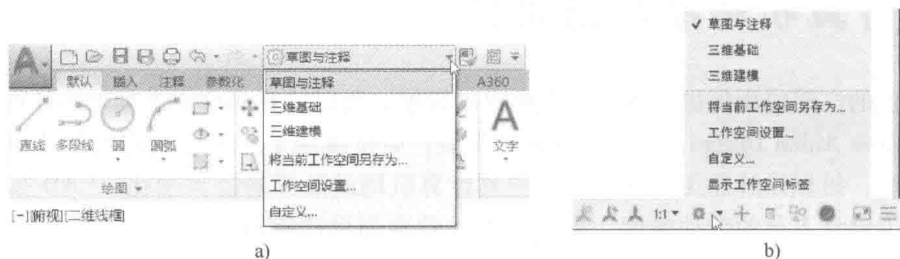 草图与注释
默认 插入 注释 参数化 A360
草图与注释
三维基础
三维建模
将当前工作空间另存为...
工作空间设置...
自定义...
直线 多段线 圆 圆弧 文字
绘图
[-][俯视][二维线框]
a)
✓ 草图与注释
三维基础
三维建模
将当前工作空间另存为...
工作空间设置...
自定义...
显示工作空间标签
1:1
b)